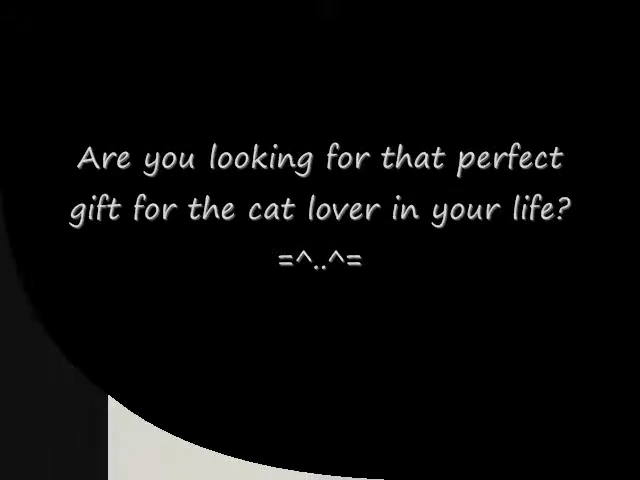 Are you looking for that perfect
gift for the cat lover in your life?
=^..^=